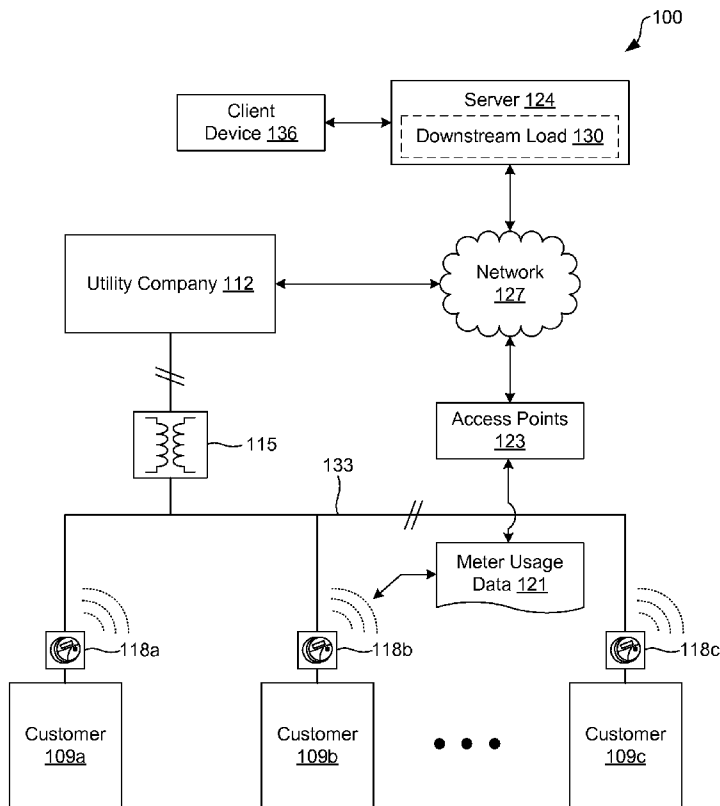 100
Server 124
Client
Device 136
Downstream Load 130
Utility Company 112
Network
127
Access Points
123
115
133
Meter Usage
Data 121
118a
118b
118c
Customer
109a
Customer
109b
Customer
109c